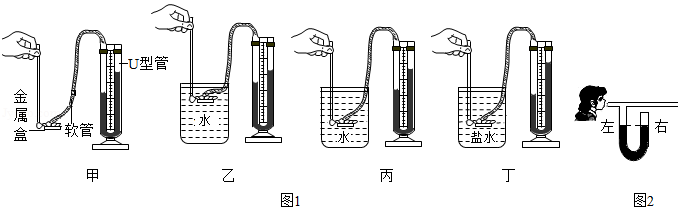 U型管
金属盒
软管
水
水
盐水
左 右
甲 乙 丙 丁
图1 图2